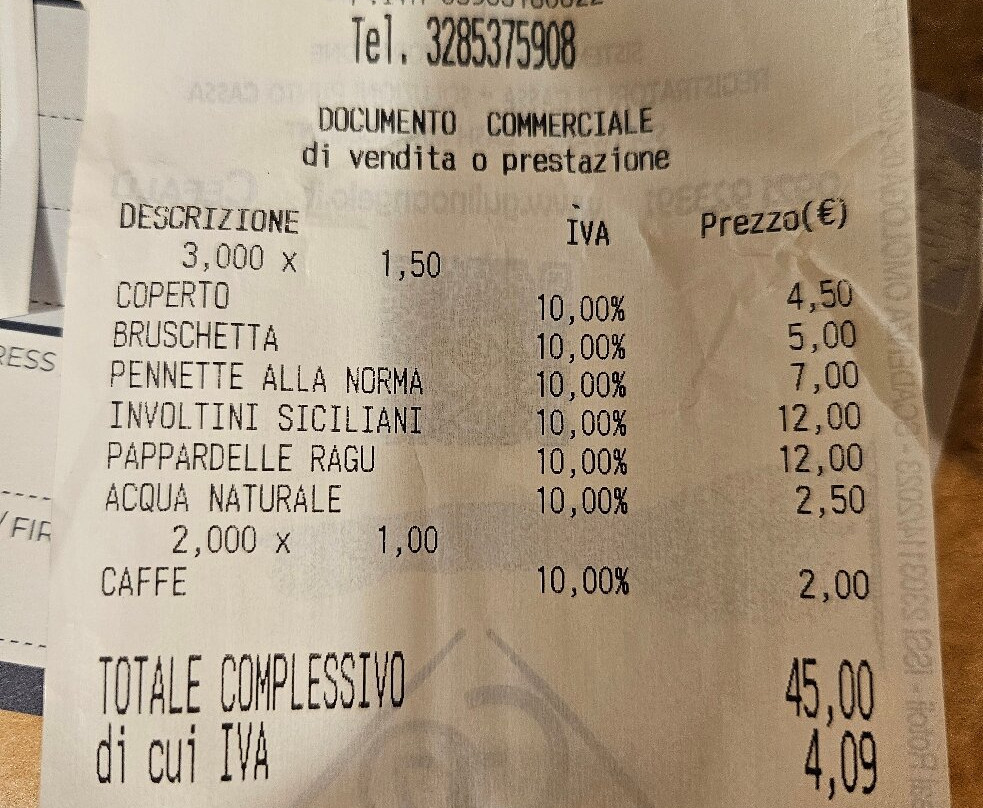 Tel. 3285375908
DOCUMENTO COMMERCIALE
di vendita o prestazione
DESCRIZIONE IVA Prezzo(€)
3,000 x 1,50
COPERTO 10,00% 4,50
BRUSCHETTA 10,00% 5,00
PENNETTE ALLA NORMA 10,00% 7,00
INVOLTINI SICILIANI 10,00% 12,00
PAPPARDELLE RAGU 10,00% 12,00
ACQUA NATURALE 10,00% 2,50
2,000 x 1,00
CAFFE 10,00% 2,00
TOTALE COMPLESSIVO 45,00
di cui IVA 4,09
RESS
/FIR